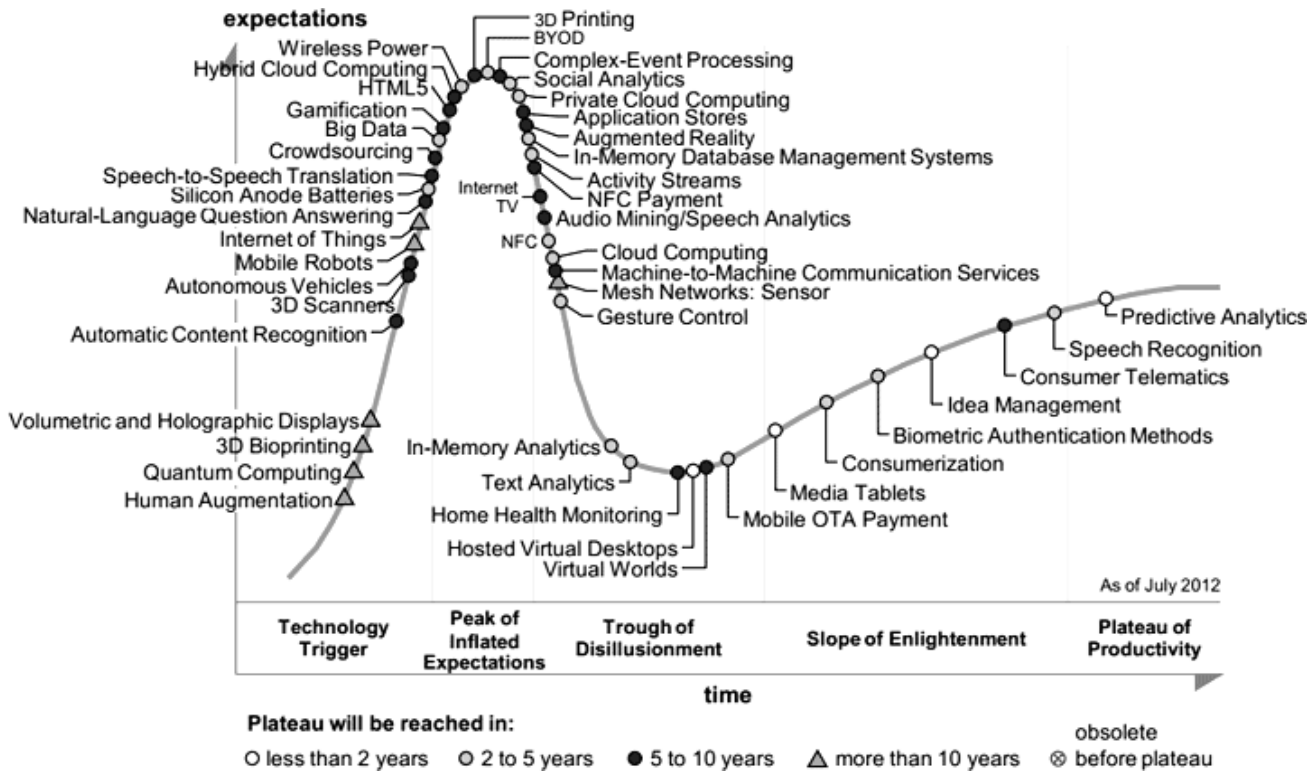 expectations
3D Printing
BYOD
Wireless Power
Complex-Event Processing
Hybrid Cloud Computing
Social Analytics
HTML5
Private Cloud Computing
Gamification
Application Stores
Big Data
Augmented Reality
Crowdsourcing
In-Memory Database Management Systems
Speech-to-Speech Translation
Activity Streams
Silicon Anode Batteries
NFC Payment
Internet
TV
Natural-Language Question Answering
Audio Mining/Speech Analytics
Internet of Things
NFC
Mobile Robots
Cloud Computing
Autonomous Vehicles
Machine-to-Machine Communication Services
3D Scanners
Mesh Networks: Sensor
Automatic Content Recognition
Gesture Control
Predictive Analytics
Speech Recognition
Consumer Telematics
Idea Management
Volumetric and Holographic Displays
Biometric Authentication Methods
3D Bioprinting
In-Memory Analytics
Consumerization
Quantum Computing
Text Analytics
Media Tablets
Human Augmentation
Home Health Monitoring
Mobile OTA Payment
Hosted Virtual Desktops
Virtual Worlds
As of July 2012
Technology
Trigger
Peak of
Inflated
Expectations
Trough of
Disillusionment
Slope of Enlightenment
Plateau of
Productivity
time
Plateau will be reached in:
less than 2 years
2 to 5 years
5 to 10 years
more than 10 years
obsolete
before plateau